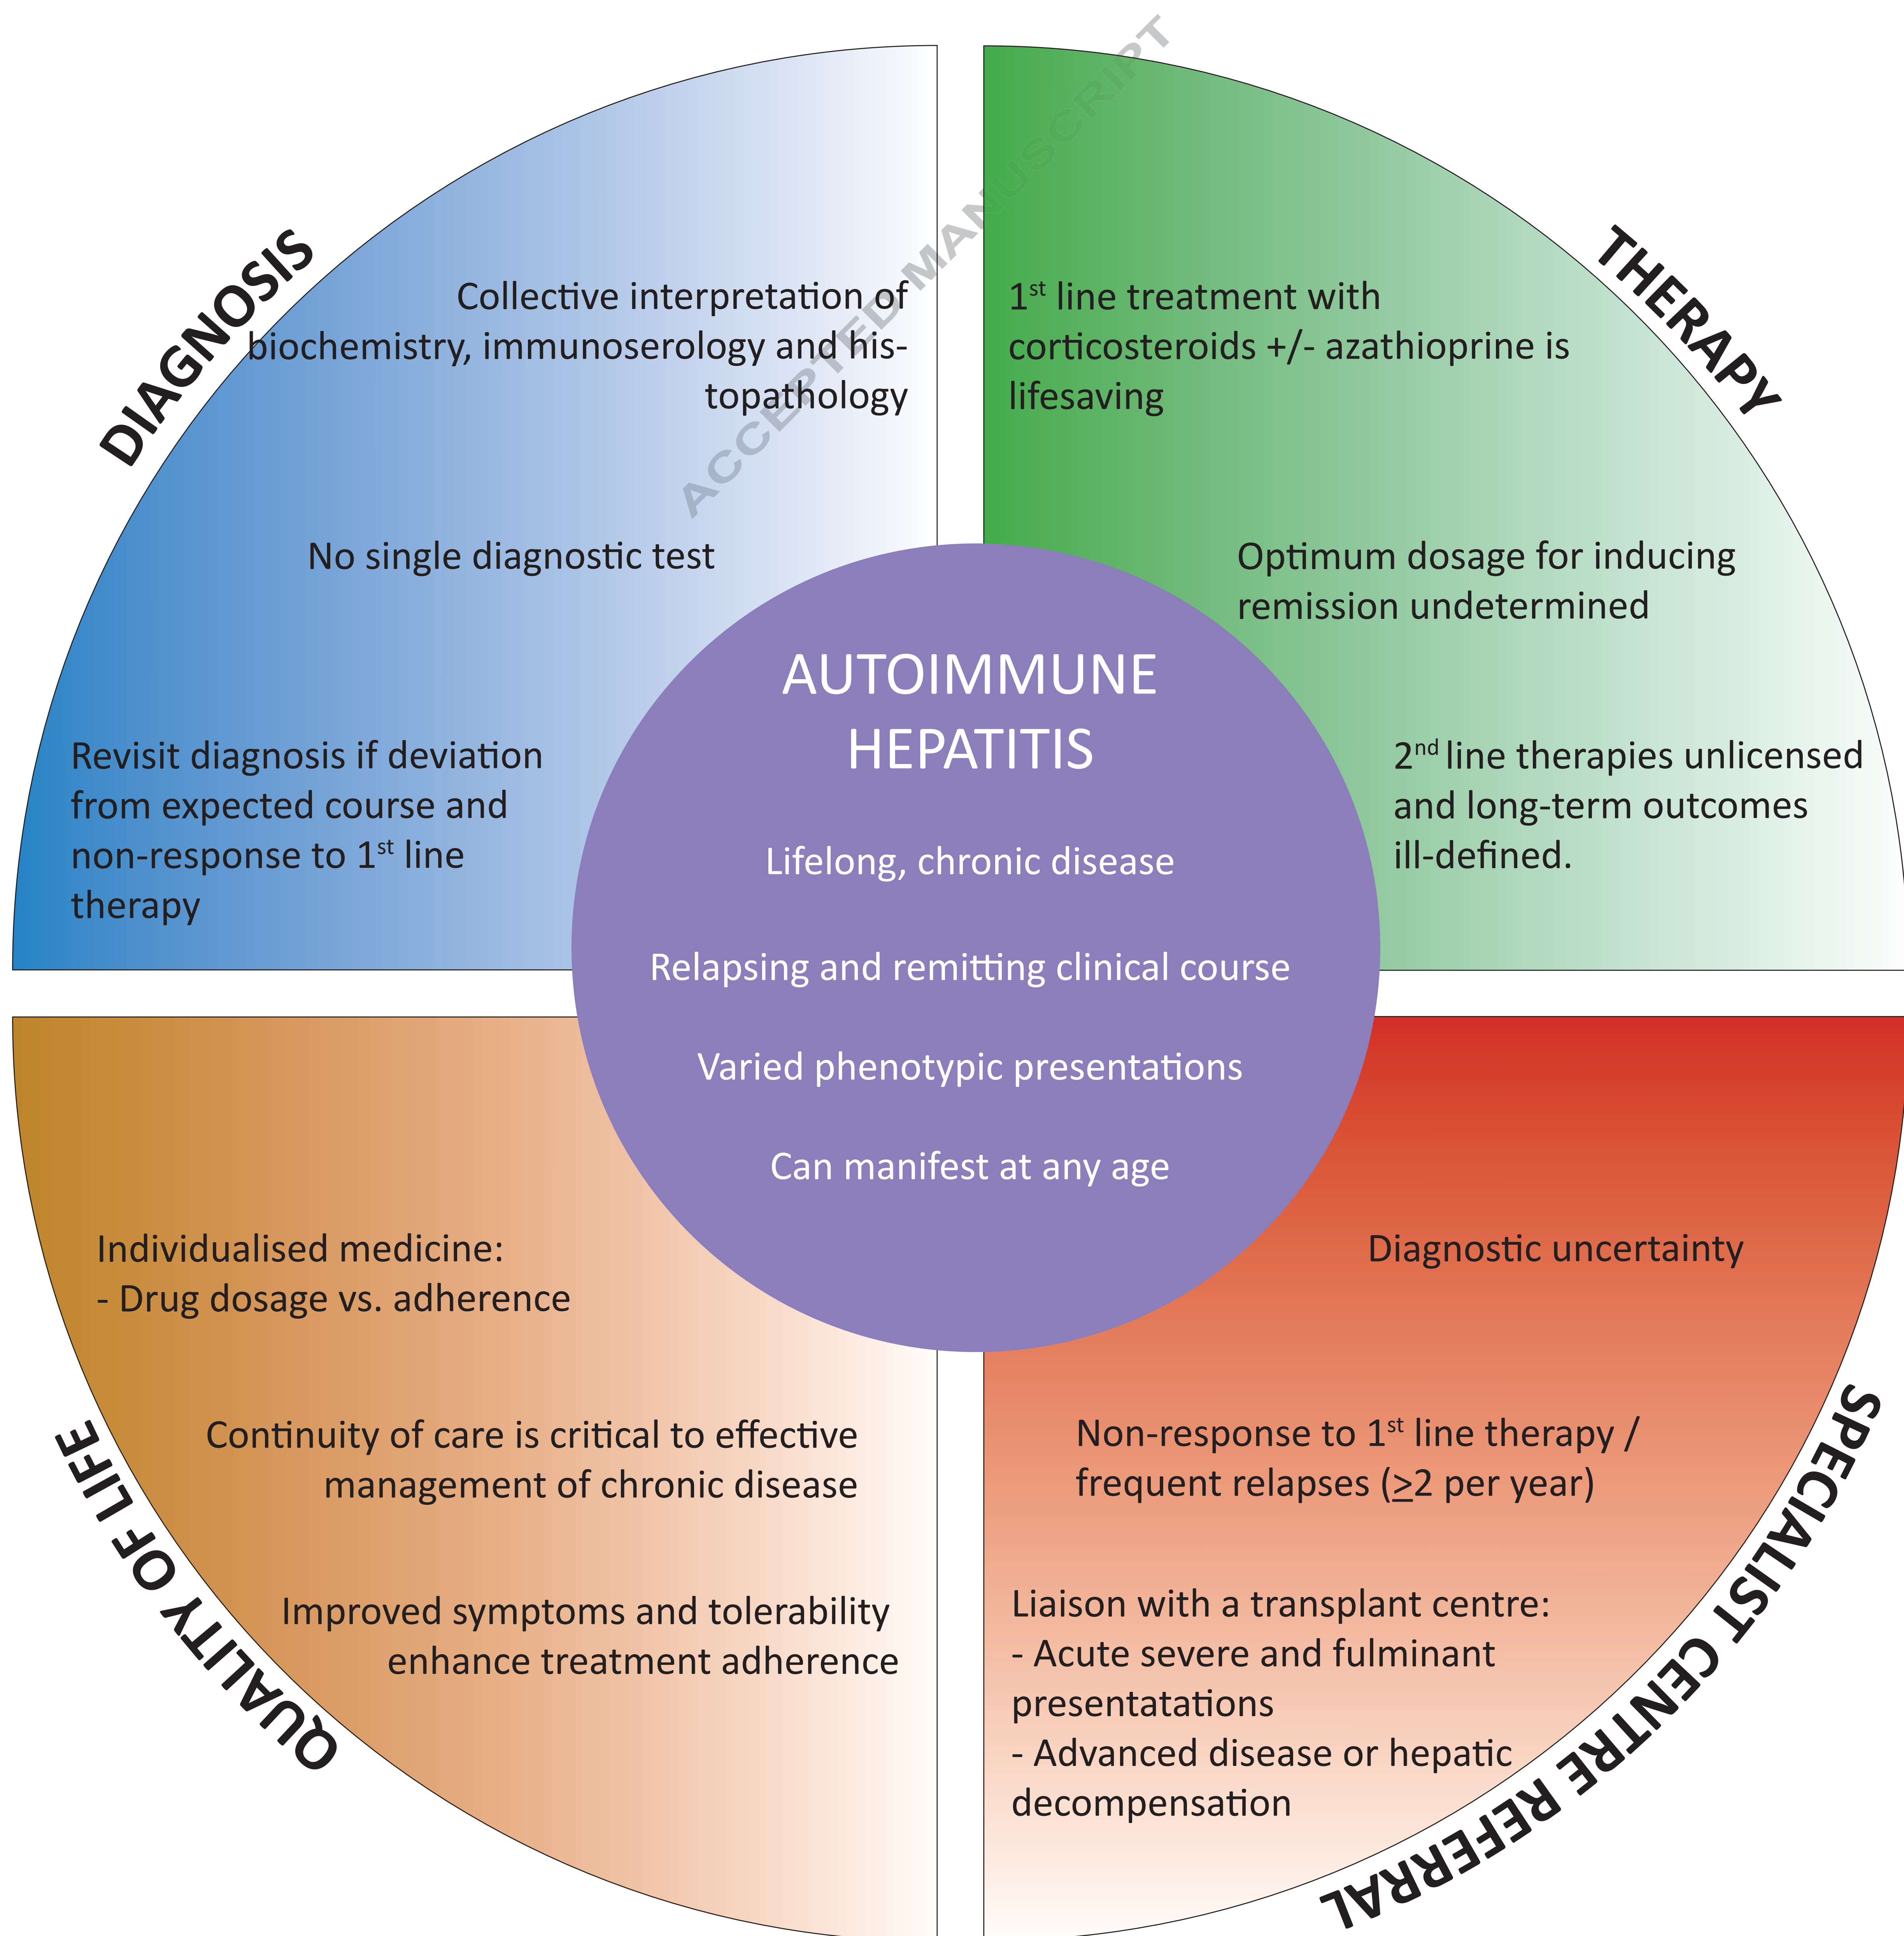 ACCEPTED MANUSCRIPT
DIAGNOSIS
Collective interpretation of
biochemistry, immunoserology and his-
topathology
No single diagnostic test
Revisit diagnosis if deviation
from expected course and
non-response to 1st line
therapy
THERAPY
1st line treatment with
corticosteroids +/- azathioprine is
lifesaving
Optimum dosage for inducing
remission undetermined
2nd line therapies unlicensed
and long-term outcomes
ill-defined.
AUTOIMMUNE
HEPATITIS
Lifelong, chronic disease
Relapsing and remitting clinical course
Varied phenotypic presentations
Can manifest at any age
QUALITY OF LIFE
Individualised medicine:
- Drug dosage vs. adherence
Continuity of care is critical to effective
management of chronic disease
Improved symptoms and tolerability
enhance treatment adherence
SPECIALIST CENTRE REFERRAL
Diagnostic uncertainty
Non-response to 1st line therapy /
frequent relapses (≥2 per year)
Liaison with a transplant centre:
- Acute severe and fulminant
presentatations
- Advanced disease or hepatic
decompensation